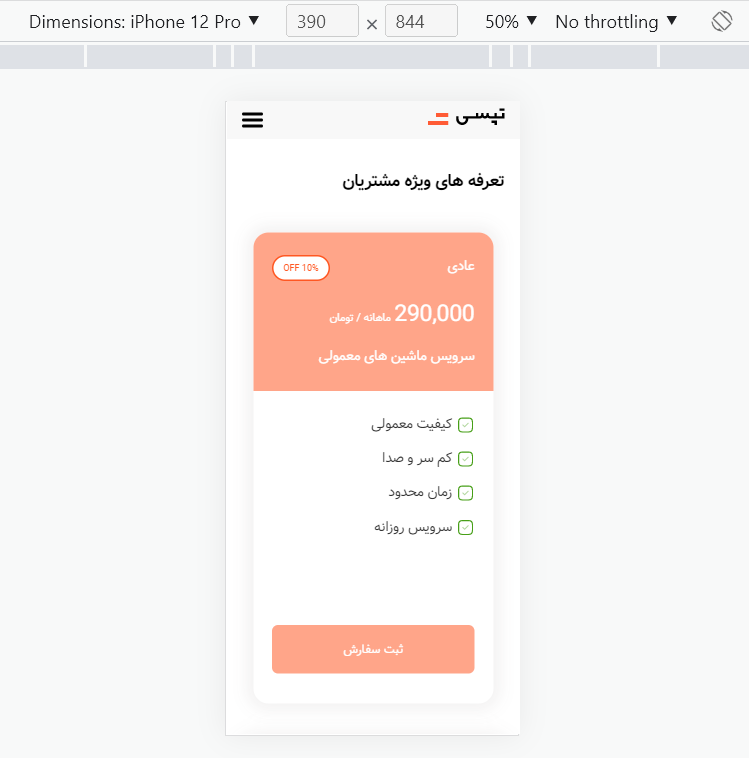 Dimensions: iPhone 12 Pro ▼ 390 × 844 50% ▼ No throttling ▼
تپسی
تعرفه های ویژه مشتریان
عادی
OFF 10%
290,000 ماهانه / تومان
سرویس ماشین های معمولی
کیفیت معمولی
کم سر و صدا
زمان محدود
سرویس روزانه
ثبت سفارش